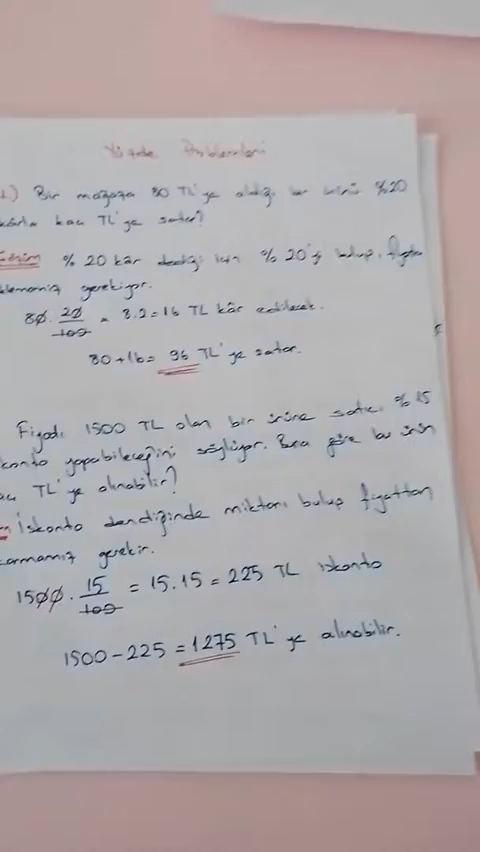 Yüzde Problemleri
1.) Bir mağaza 80 TL'ye aldığı bir ürünü %20
kârla kaç TL'ye satar?
% 20 kâr dediği için % 20'yi bulup, fiyata
eklememiz gerekiyor.
80 . 20/100 = 8.2 = 16 TL kâr edilecek.
80+16= 96 TL'ye satar.
Fiyatı 1500 TL olan bir ürüne satıcı % 15
konto yapabileceğini söylüyor. Buna göre bu ürün
TL'ye alınabilir?
İskonto dendiğinde miktarı bulup fiyattan
karmamız gerekir.
1500 . 15/100 = 15.15 = 225 TL iskonto
1500-225 = 1275 TL'ye alınabilir.